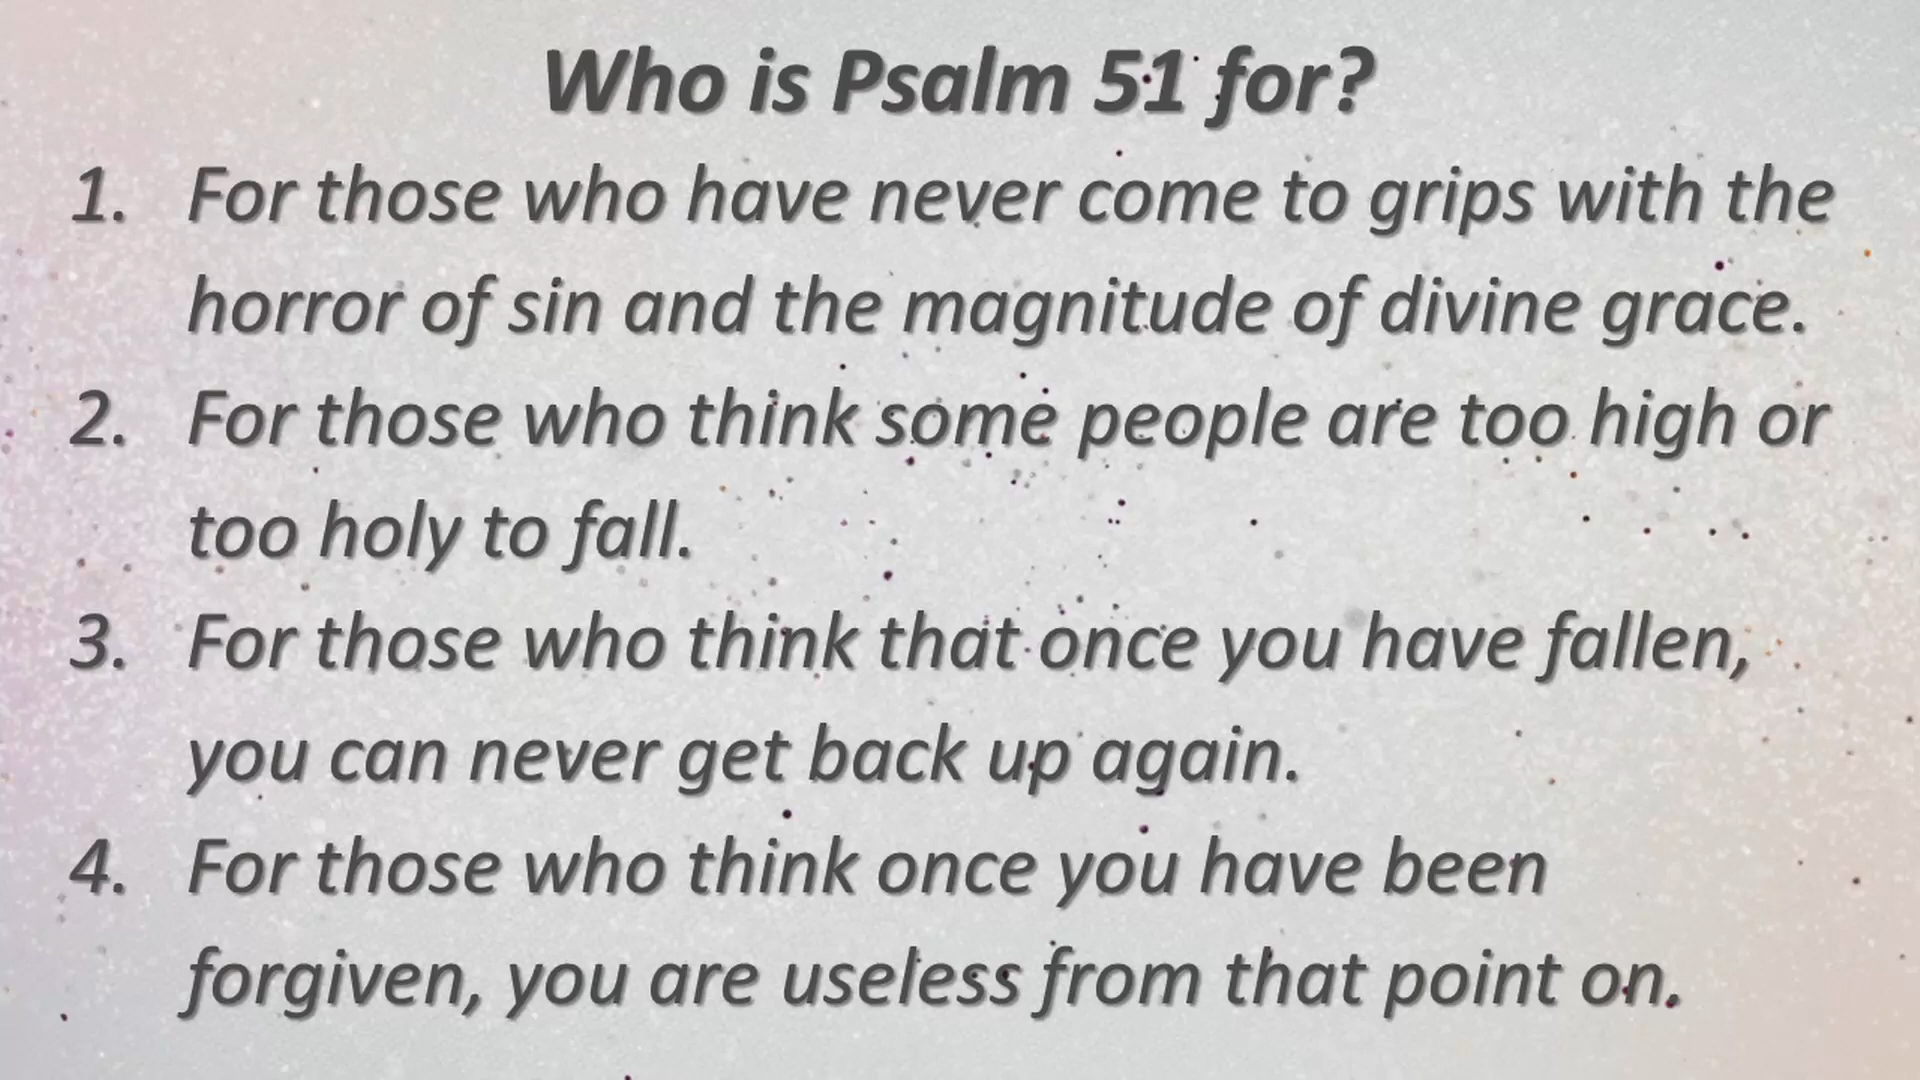 Who is Psalm 51 for?
1. For those who have never come to grips with the
horror of sin and the magnitude of divine grace.
2. For those who think some people are too high or
too holy to fall.
3. For those who think that once you have fallen,
you can never get back up again.
4. For those who think once you have been
forgiven, you are useless from that point on.